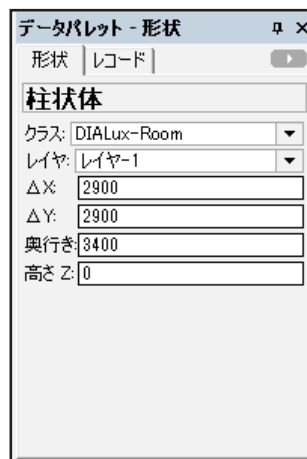 データパレット - 形状
形状 レコード
柱状体
クラス: DIALux-Room
レイヤ: レイヤ-1
ΔX: 2900
ΔY: 2900
奥行き: 3400
高さ Z: 0